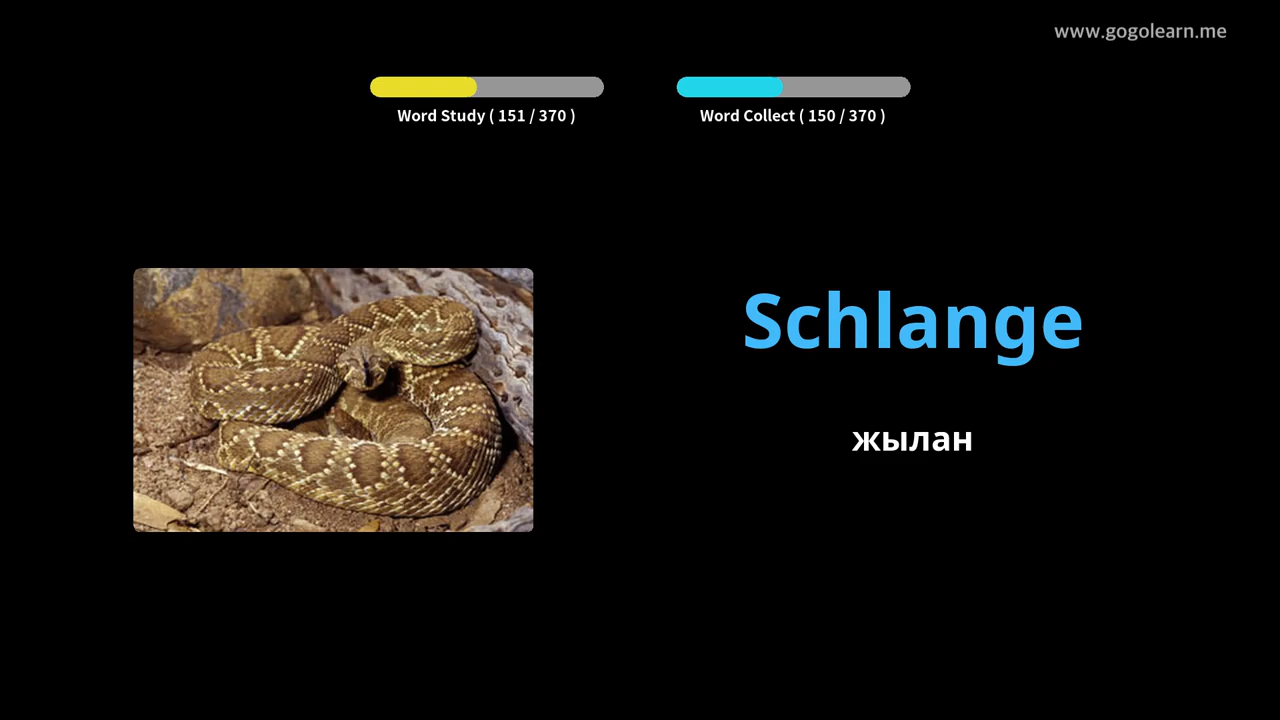 www.gogolearn.me
Word Study ( 151 / 370 )
Word Collect ( 150 / 370 )
Schlange
жылан